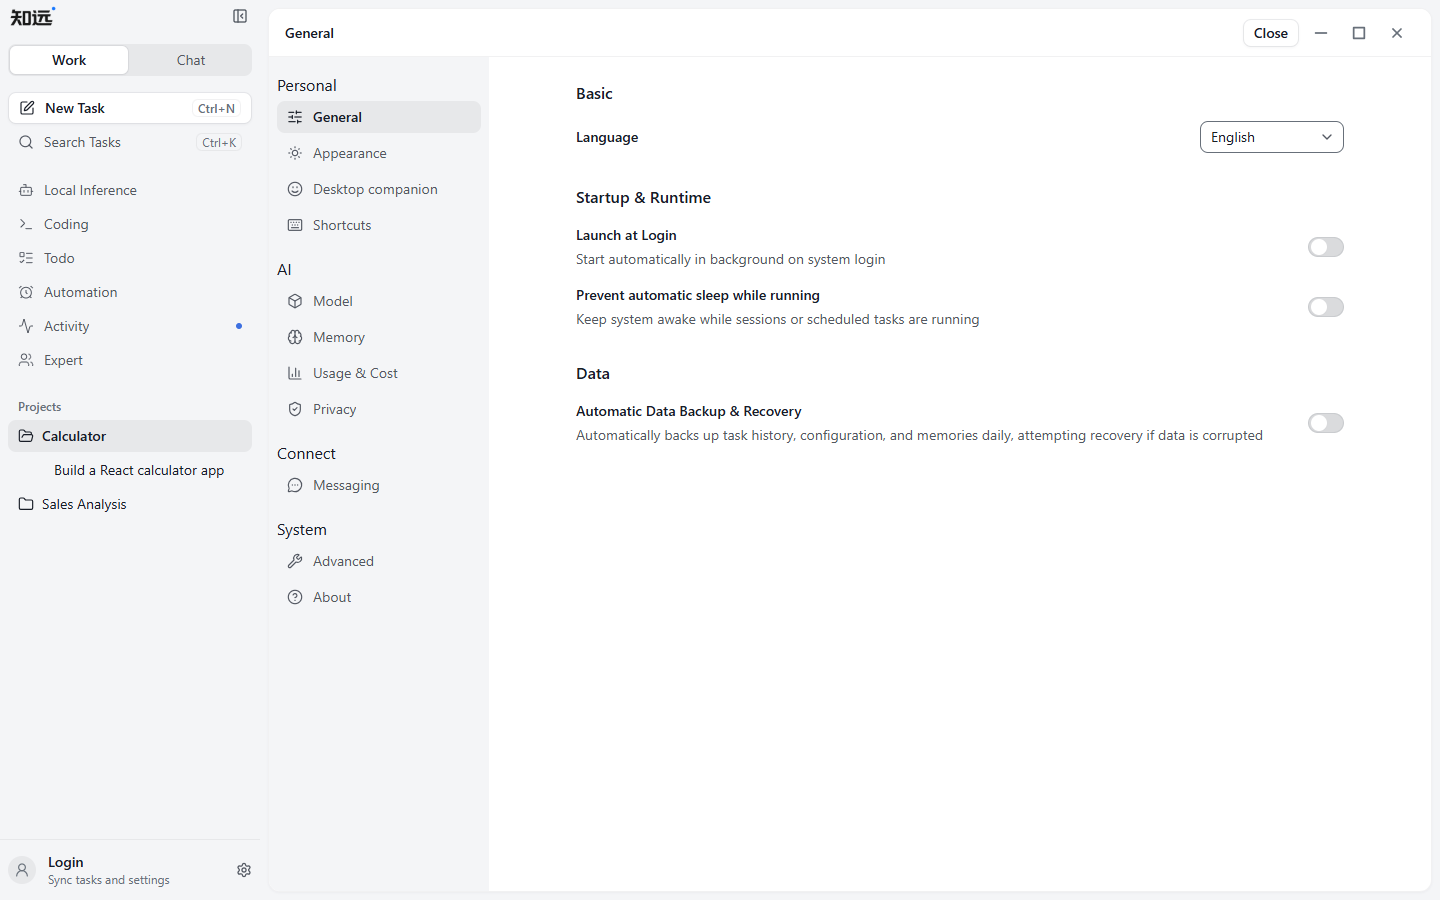 知远
Work
Chat
New Task
Ctrl+N
Search Tasks
Ctrl+K
Local Inference
Coding
Todo
Automation
Activity
Expert
Projects
Calculator
Build a React calculator app
Sales Analysis
Login
Sync tasks and settings
General
Close
Personal
General
Appearance
Desktop companion
Shortcuts
AI
Model
Memory
Usage & Cost
Privacy
Connect
Messaging
System
Advanced
About
Basic
Language
English
Startup & Runtime
Launch at Login
Start automatically in background on system login
Prevent automatic sleep while running
Keep system awake while sessions or scheduled tasks are running
Data
Automatic Data Backup & Recovery
Automatically backs up task history, configuration, and memories daily, attempting recovery if data is corrupted